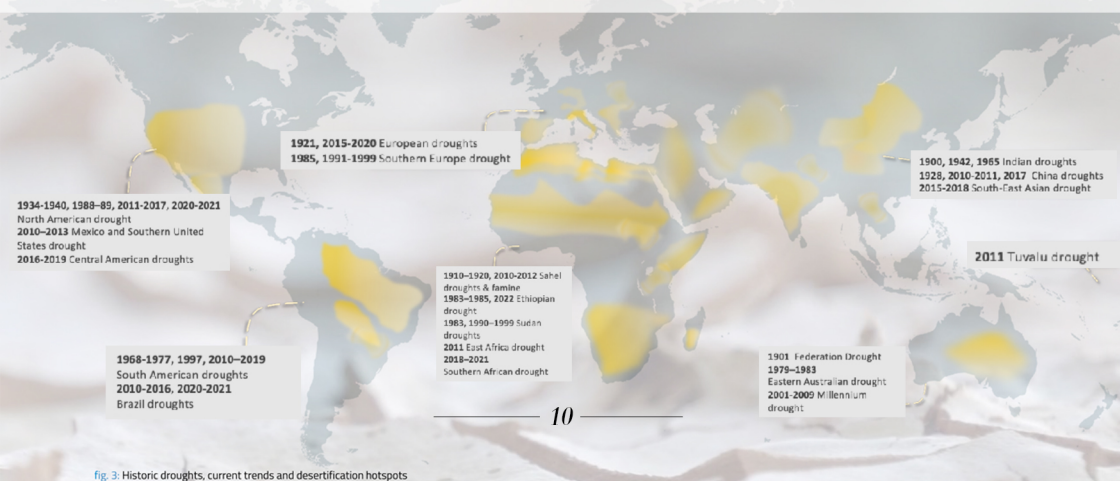 1921, 2015-2020 European droughts
1985, 1991-1999 Southern Europe drought
1934-1940, 1988–89, 2011-2017, 2020-2021
North American drought
2010–2013 Mexico and Southern United
States drought
2016-2019 Central American droughts
1900, 1942, 1965 Indian droughts
1928, 2010-2011, 2017 China droughts
2015-2018 South-East Asian drought
2011 Tuvalu drought
1910–1920, 2010-2012 Sahel
droughts & famine
1983–1985, 2022 Ethiopian
drought
1983, 1990–1999 Sudan
droughts
2011 East Africa drought
2018–2021
Southern African drought
1968-1977, 1997, 2010–2019
South American droughts
2010-2016, 2020-2021
Brazil droughts
1901 Federation Drought
1979–1983
Eastern Australian drought
2001-2009 Millennium
drought
10
fig. 3: Historic droughts, current trends and desertification hotspots